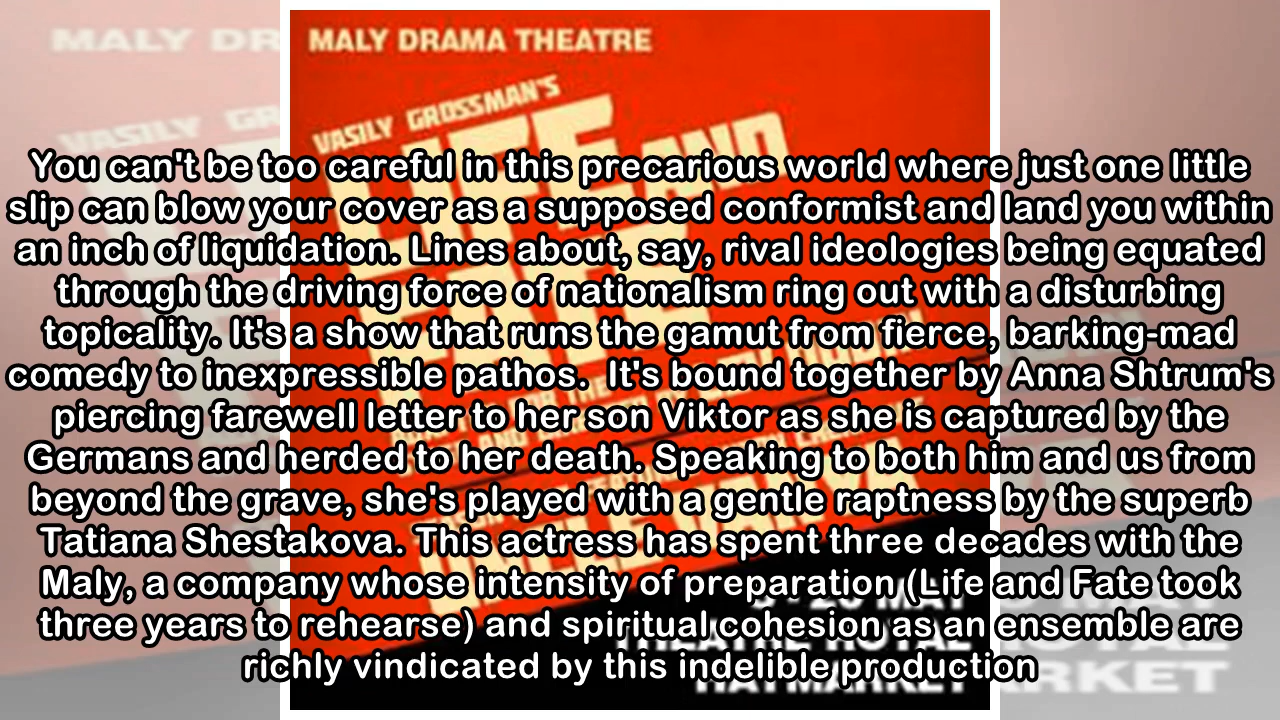 MALY DRAMA THEATRE
VASILY GROSSMAN'S
LIFE AND
FATE
You can't be too careful in this precarious world where just one little
slip can blow your cover as a supposed conformist and land you within
an inch of liquidation. Lines about, say, rival ideologies being equated
through the driving force of nationalism ring out with a disturbing
topicality. It's a show that runs the gamut from fierce, barking-mad
comedy to inexpressible pathos.  It's bound together by Anna Shtrum's
piercing farewell letter to her son Viktor as she is captured by the
Germans and herded to her death. Speaking to both him and us from
beyond the grave, she's played with a gentle raptness by the superb
Tatiana Shestakova. This actress has spent three decades with the
Maly, a company whose intensity of preparation (Life and Fate took
three years to rehearse) and spiritual cohesion as an ensemble are
richly vindicated by this indelible production
THEATRE ROYAL
HAYMARKET